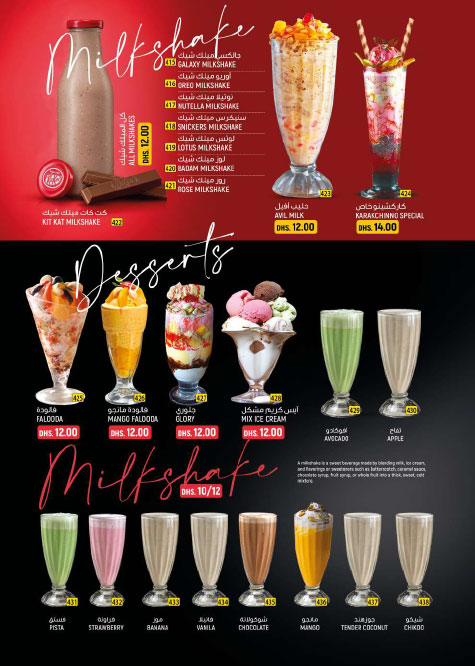 Milkshake
415 جالكسي ميلك شيك
GALAXY MILKSHAKE
416 أوريو ميلك شيك
OREO MILKSHAKE
417 نوتيلا ميلك شيك
NUTELLA MILKSHAKE
418 سنيكرس ميلك شيك
SNICKERS MILKSHAKE
419 لوتس ميلك شيك
LOTUS MILKSHAKE
420 لوز ميلك شيك
BADAM MILKSHAKE
421 روز ميلك شيك
ROSE MILKSHAKE
كل الميلك شيك
ALL MILKSHAKES
DHS. 12.00
كت كات ميلك شيك
KIT KAT MILKSHAKE 422
423
حليب افيل
AVIL MILK
DHS. 12.00
424
كاركشينو خاص
KARAKCHINNO SPECIAL
DHS. 14.00
Desserts
425
فالودة
FALOODA
DHS. 12.00
426
فالودة مانجو
MANGO FALOODA
DHS. 12.00
427
جلوري
GLORY
DHS. 12.00
428
آيس كريم مشكل
MIX ICE CREAM
DHS. 12.00
429
افوكادو
AVOCADO
430
تفاح
APPLE
Milkshake
DHS. 10/12
A milkshake is a sweet beverage made by blending milk, ice cream,
and flavorings or sweeteners such as butterscotch, caramel sauce,
chocolate syrup, fruit syrup, or whole fruit into a thick, sweet, cold
mixture.
431
فستق
PISTA
432
فراولة
STRAWBERRY
433
موز
BANANA
434
فانيلا
VANILA
435
شوكولاتة
CHOCOLATE
436
مانجو
MANGO
437
جوزهند
TENDER COCONUT
438
شيكو
CHIKOO